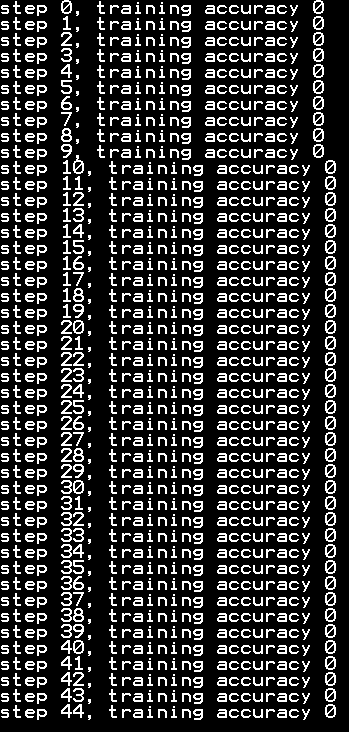 step 0, training accuracy 0
step 1, training accuracy 0
step 2, training accuracy 0
step 3, training accuracy 0
step 4, training accuracy 0
step 5, training accuracy 0
step 6, training accuracy 0
step 7, training accuracy 0
step 8, training accuracy 0
step 9, training accuracy 0
step 10, training accuracy 0
step 11, training accuracy 0
step 12, training accuracy 0
step 13, training accuracy 0
step 14, training accuracy 0
step 15, training accuracy 0
step 16, training accuracy 0
step 17, training accuracy 0
step 18, training accuracy 0
step 19, training accuracy 0
step 20, training accuracy 0
step 21, training accuracy 0
step 22, training accuracy 0
step 23, training accuracy 0
step 24, training accuracy 0
step 25, training accuracy 0
step 26, training accuracy 0
step 27, training accuracy 0
step 28, training accuracy 0
step 29, training accuracy 0
step 30, training accuracy 0
step 31, training accuracy 0
step 32, training accuracy 0
step 33, training accuracy 0
step 34, training accuracy 0
step 35, training accuracy 0
step 36, training accuracy 0
step 37, training accuracy 0
step 38, training accuracy 0
step 39, training accuracy 0
step 40, training accuracy 0
step 41, training accuracy 0
step 42, training accuracy 0
step 43, training accuracy 0
step 44, training accuracy 0